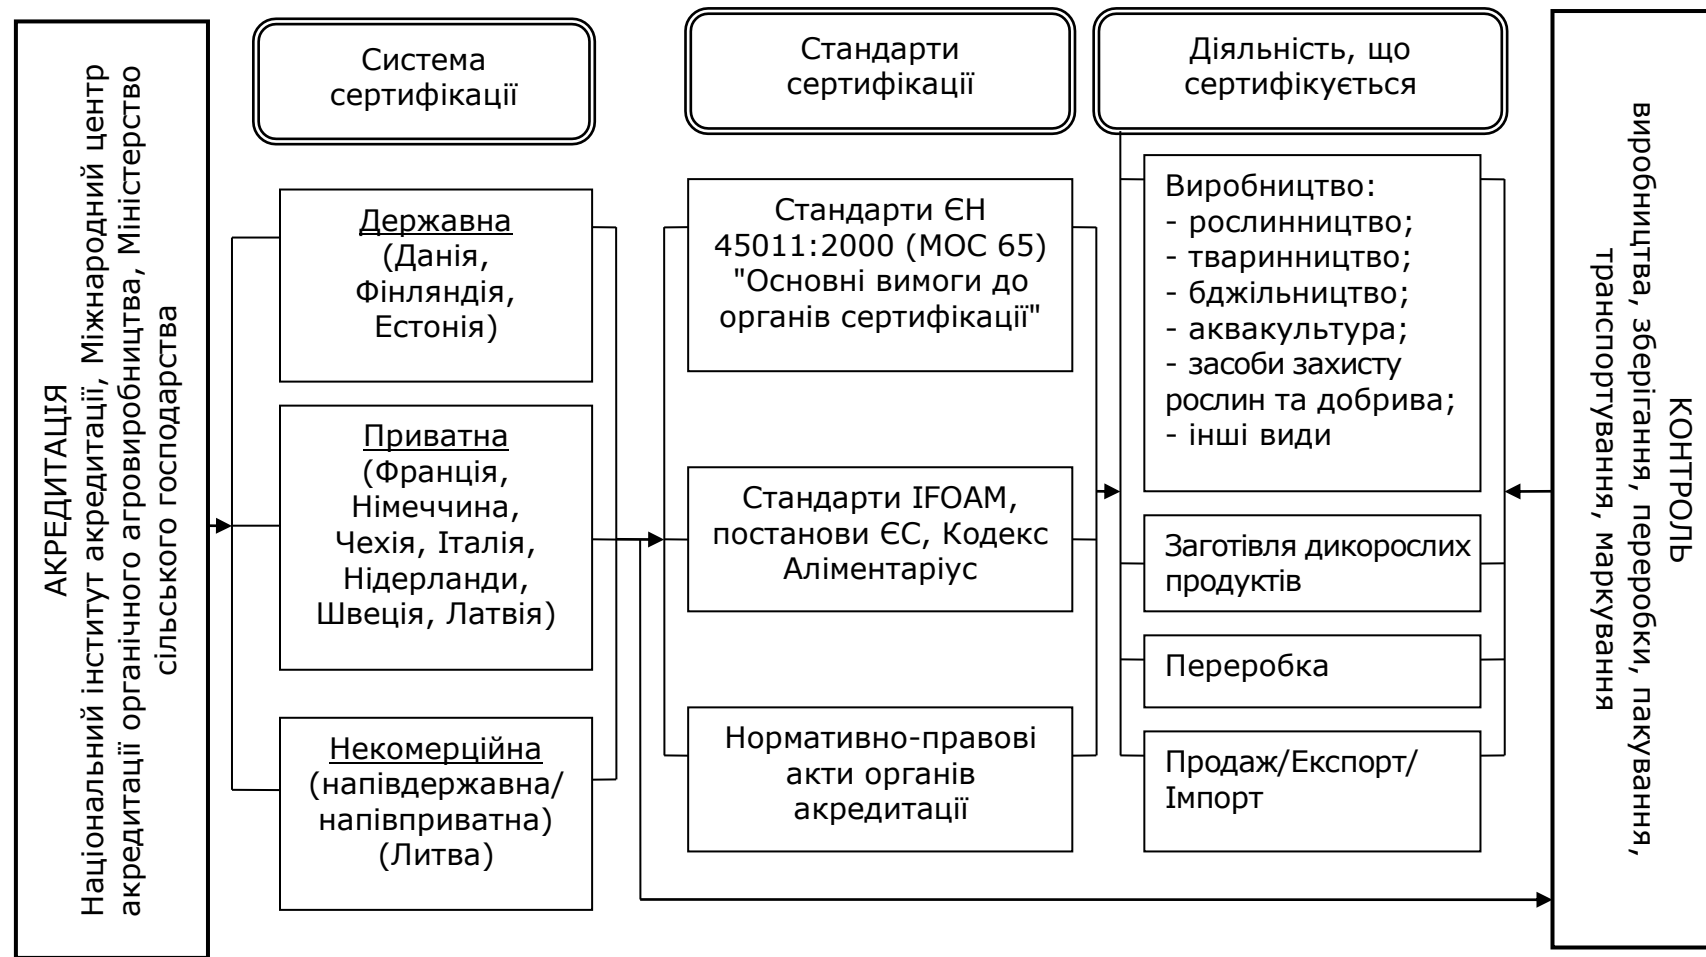 АКРЕДИТАЦІЯ
Національний інститут акредитації, Міжнародний центр
акредитації органічного агровиробництва, Міністерство
сільського господарства
Система
сертифікації
Державна
(Данія,
Фінляндія,
Естонія)
Приватна
(Франція,
Німеччина,
Чехія, Італія,
Нідерланди,
Швеція, Латвія)
Некомерційна
(напівдержавна/
напівприватна)
(Литва)
Стандарти
сертифікації
Стандарти ЄН
45011:2000 (МОС 65)
"Основні вимоги до
органів сертифікації"
Стандарти IFOAM,
постанови ЄС, Кодекс
Аліментаріус
Нормативно-правові
акти органів
акредитації
Діяльність, що
сертифікується
Виробництво:
- рослинництво;
- тваринництво;
- бджільництво;
- аквакультура;
- засоби захисту
рослин та добрива;
- інші види
Заготівля дикорослих
продуктів
Переробка
Продаж/Експорт/
Імпорт
КОНТРОЛЬ
виробництва, зберігання, переробки, пакування,
транспортування, маркування